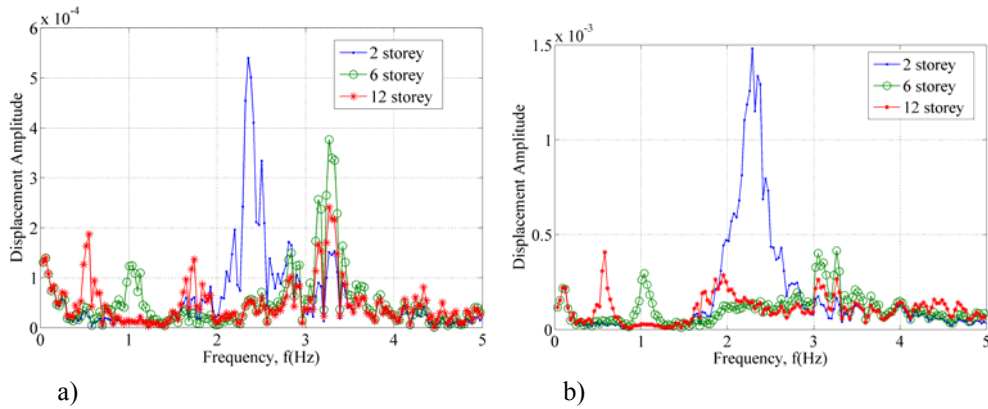 x 10⁻⁴
6
5
4
3
2
1
0
Displacement Amplitude
2 storey
6 storey
12 storey
0 1 2 3 4 5
Frequency, f(Hz)
a)
x 10⁻³
1.5
1
0.5
0
Displacement Amplitude
2 storey
6 storey
12 storey
0 1 2 3 4 5
Frequency, f(Hz)
b)